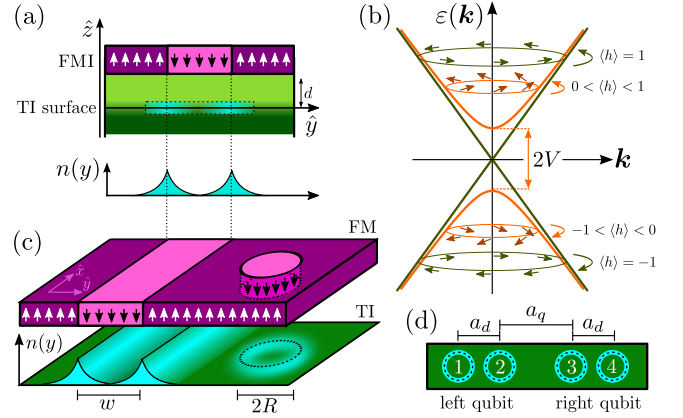 (a)
ẑ
FMI
TI surface
d
ŷ
n(y)
(b)
ε(k)
⟨h⟩ = 1
0 < ⟨h⟩ < 1
2V
k
−1 < ⟨h⟩ < 0
⟨h⟩ = −1
(c)
FM
x̂
ŷ
TI
n(y)
w
2R
(d)
a_d a_q a_d
1 2 3 4
left qubit right qubit